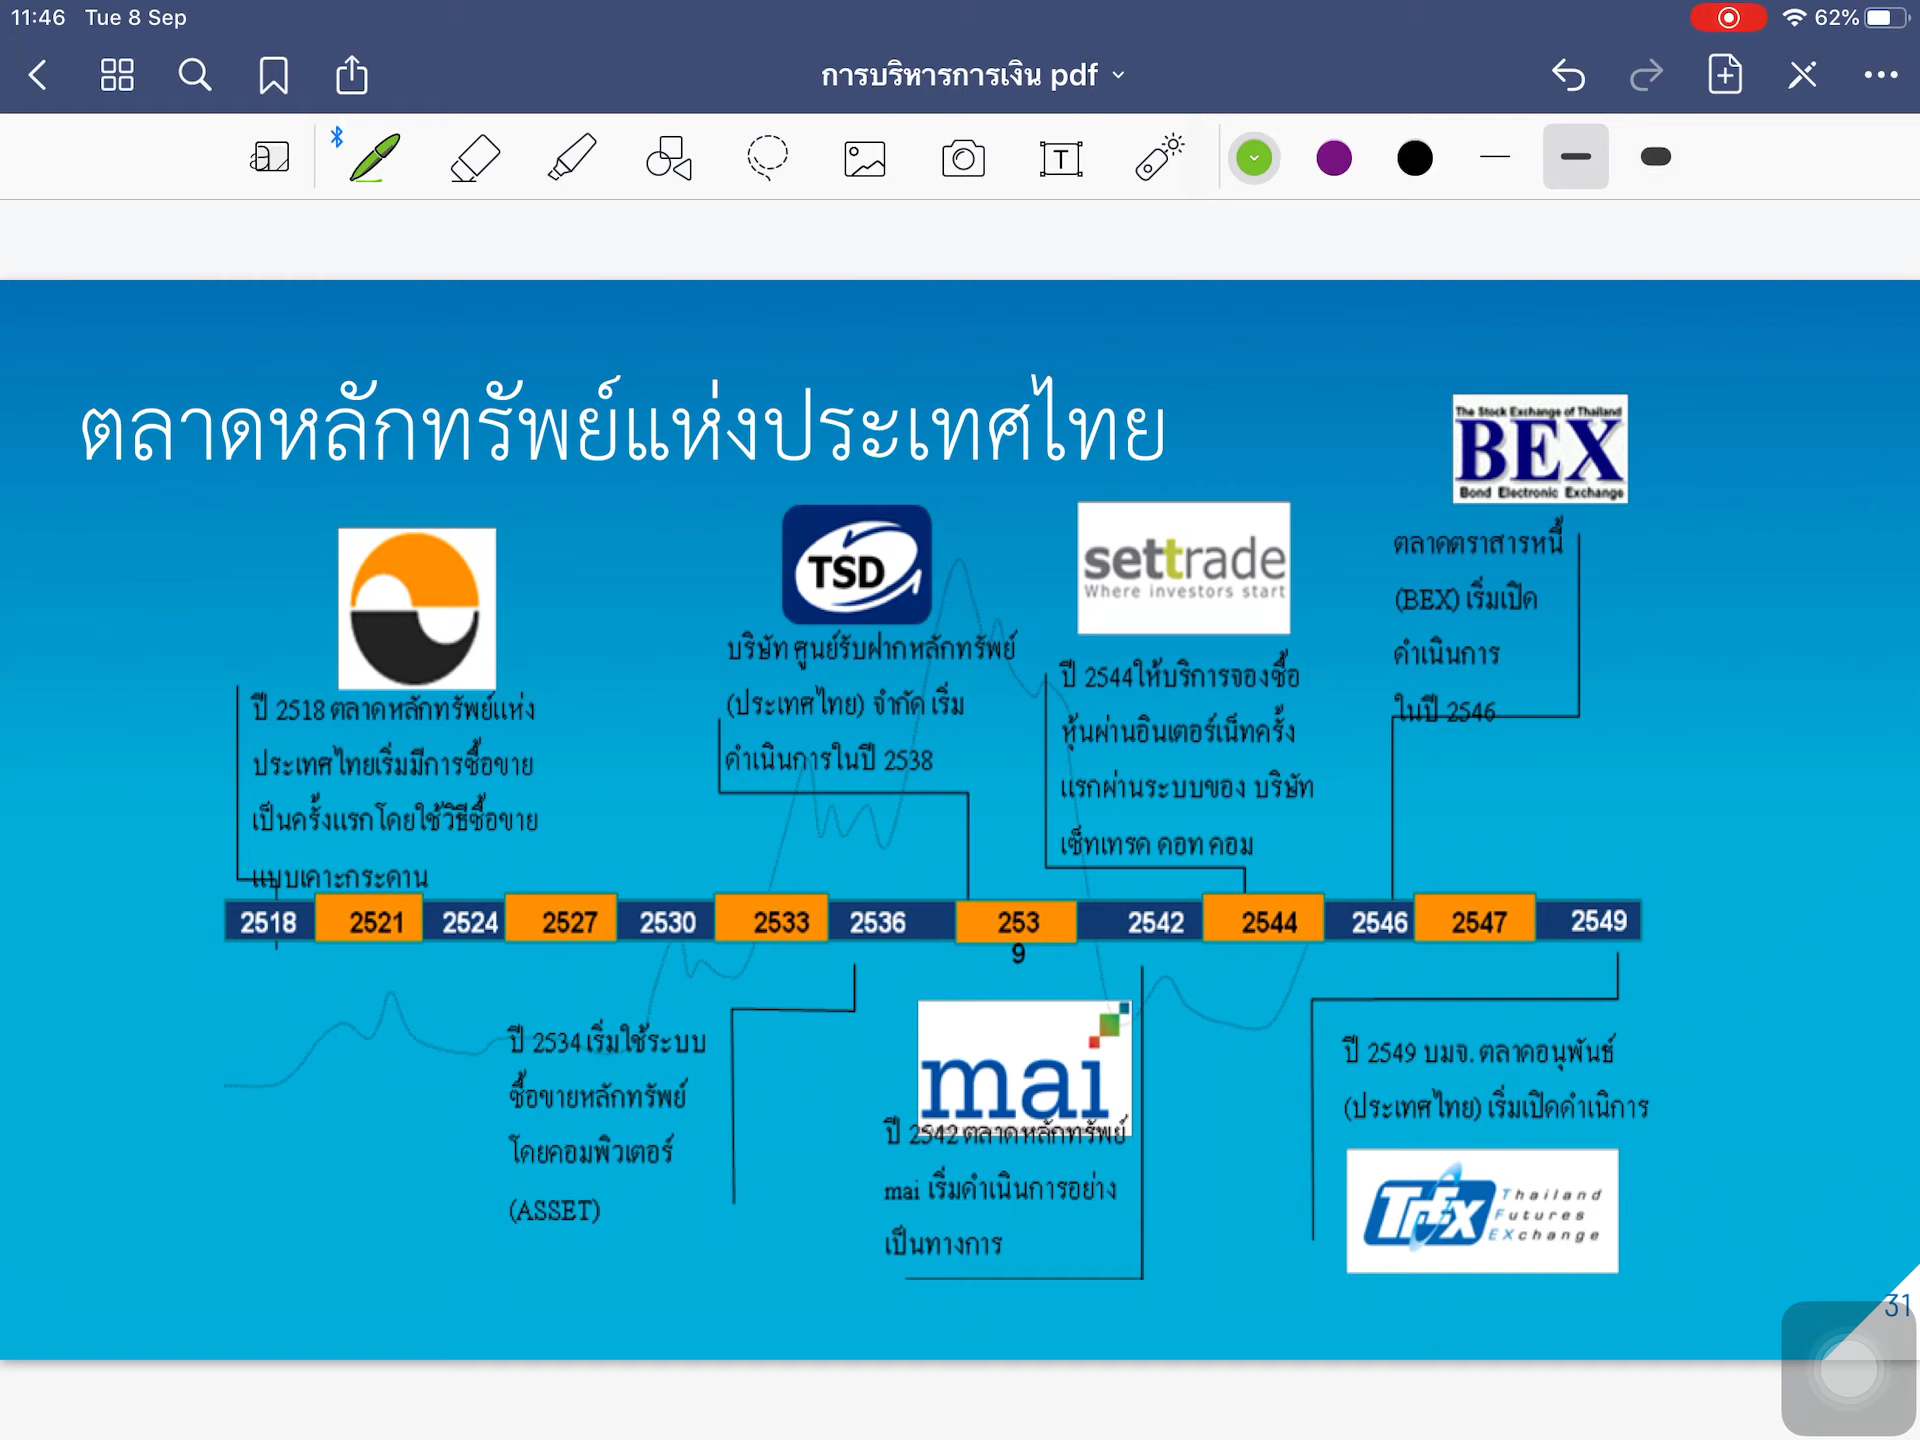 11:46 Tue 8 Sep
62%
การบริหารการเงิน pdf
a
T
ตลาดหลักทรัพย์แห่งประเทศไทย
The Stock Exchange of Thailand
BEX
Bond Electronic Exchange
ตลาดตราสารหนี้
(BEX) เริ่มเปิด
ดำเนินการ
ในปี 2546
TSD
บริษัท ศูนย์รับฝากหลักทรัพย์
(ประเทศไทย) จำกัด เริ่ม
ดำเนินการในปี 2538
settrade
Where investors start
ปี 2544ให้บริการจองซื้อ
หุ้นผ่านอินเตอร์เน็ทครั้ง
แรกผ่านระบบของ บริษัท
เซ็ทเทรด ดอท คอม
ปี 2518 ตลาดหลักทรัพย์แห่ง
ประเทศไทยเริ่มมีการซื้อขาย
เป็นครั้งแรกโดยใช้วิธีซื้อขาย
แบบเคาะกระดาน
2518 2521 2524 2527 2530 2533 2536 253 2542 2544 2546 2547 2549
9
ปี 2534 เริ่มใช้ระบบ
ซื้อขายหลักทรัพย์
โดยคอมพิวเตอร์
(ASSET)
mai
ปี 2542 ตลาดหลักทรัพย์
mai เริ่มดำเนินการอย่าง
เป็นทางการ
ปี 2549 บมจ. ตลาดอนุพันธ์
(ประเทศไทย) เริ่มเปิดดำเนิการ
TFEX
Thailand
Futures
EXchange
31